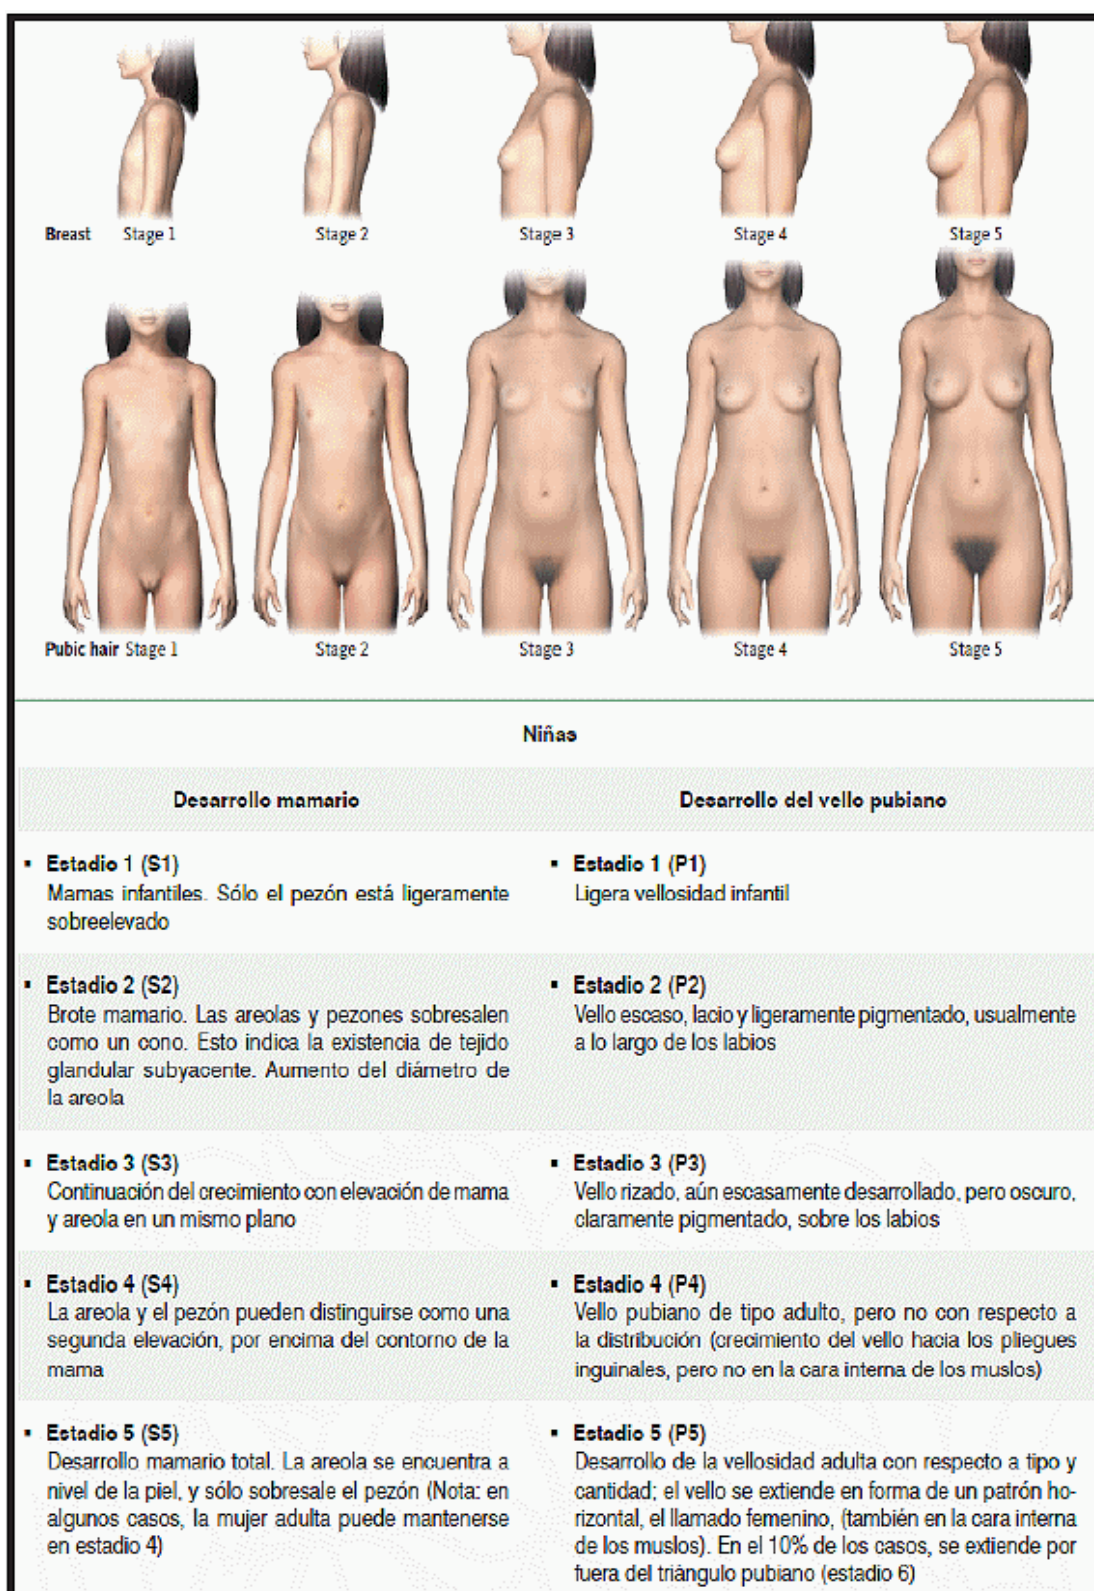 Breast Stage 1 Stage 2 Stage 3 Stage 4 Stage 5
Pubic hair Stage 1 Stage 2 Stage 3 Stage 4 Stage 5
Niñas
Desarrollo mamario
Desarrollo del vello pubiano
▪ Estadio 1 (S1)
Mamas infantiles. Sólo el pezón está ligeramente
sobreelevado
▪ Estadio 1 (P1)
Ligera vellosidad infantil
▪ Estadio 2 (S2)
Brote mamario. Las areolas y pezones sobresalen
como un cono. Esto indica la existencia de tejido
glandular subyacente. Aumento del diámetro de
la areola
▪ Estadio 2 (P2)
Vello escaso, lacio y ligeramente pigmentado, usualmente
a lo largo de los labios
▪ Estadio 3 (S3)
Continuación del crecimiento con elevación de mama
y areola en un mismo plano
▪ Estadio 3 (P3)
Vello rizado, aún escasamente desarrollado, pero oscuro,
claramente pigmentado, sobre los labios
▪ Estadio 4 (S4)
La areola y el pezón pueden distinguirse como una
segunda elevación, por encima del contorno de la
mama
▪ Estadio 4 (P4)
Vello pubiano de tipo adulto, pero no con respecto a
la distribución (crecimiento del vello hacia los pliegues
inguinales, pero no en la cara interna de los muslos)
▪ Estadio 5 (S5)
Desarrollo mamario total. La areola se encuentra a
nivel de la piel, y sólo sobresale el pezón (Nota: en
algunos casos, la mujer adulta puede mantenerse
en estadio 4)
▪ Estadio 5 (P5)
Desarrollo de la vellosidad adulta con respecto a tipo y
cantidad; el vello se extiende en forma de un patrón ho-
rizontal, el llamado femenino, (también en la cara interna
de los muslos). En el 10% de los casos, se extiende por
fuera del triángulo pubiano (estadio 6)